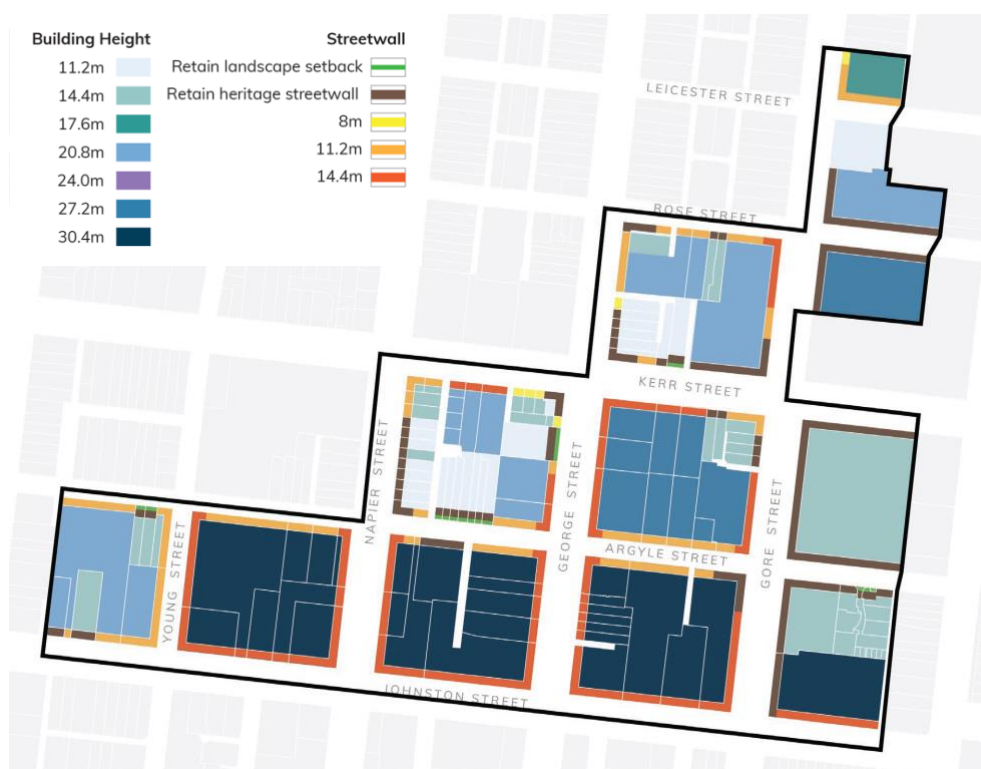 Building Height
11.2m
14.4m
17.6m
20.8m
24.0m
27.2m
30.4m
Streetwall
Retain landscape setback
Retain heritage streetwall
8m
11.2m
14.4m
LEICESTER STREET
ROSE STREET
KERR STREET
NAPIER STREET
GEORGE STREET
GORE STREET
ARGYLE STREET
YOUNG STREET
JOHNSTON STREET